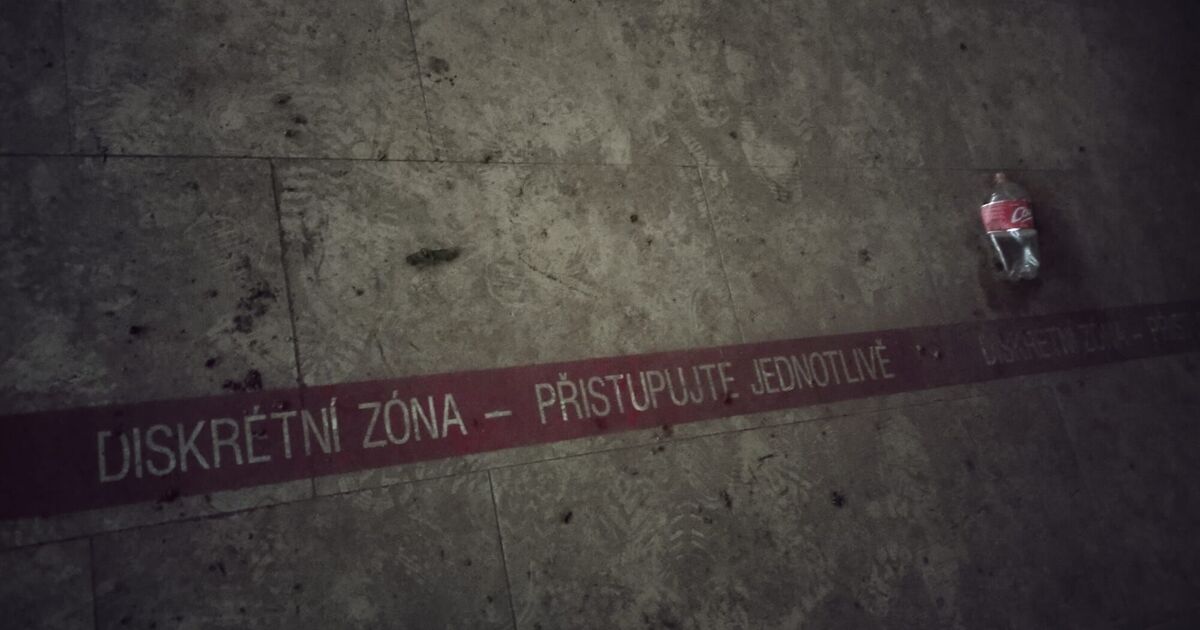 DISKRÉTNÍ ZÓNA – PŘISTUPUJTE JEDNOTLIVĚ DISKRÉTNÍ ZÓNA –